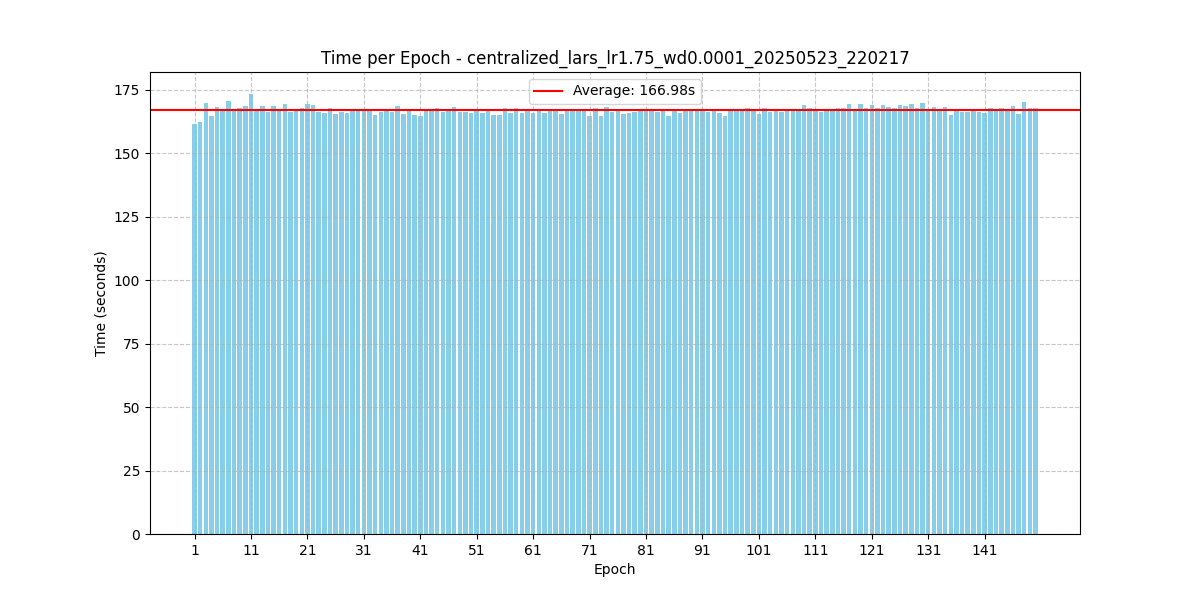 Time per Epoch - centralized_lars_lr1.75_wd0.0001_20250523_220217
Average: 166.98s
175
150
125
100
75
50
25
0
Time (seconds)
1 11 21 31 41 51 61 71 81 91 101 111 121 131 141
Epoch